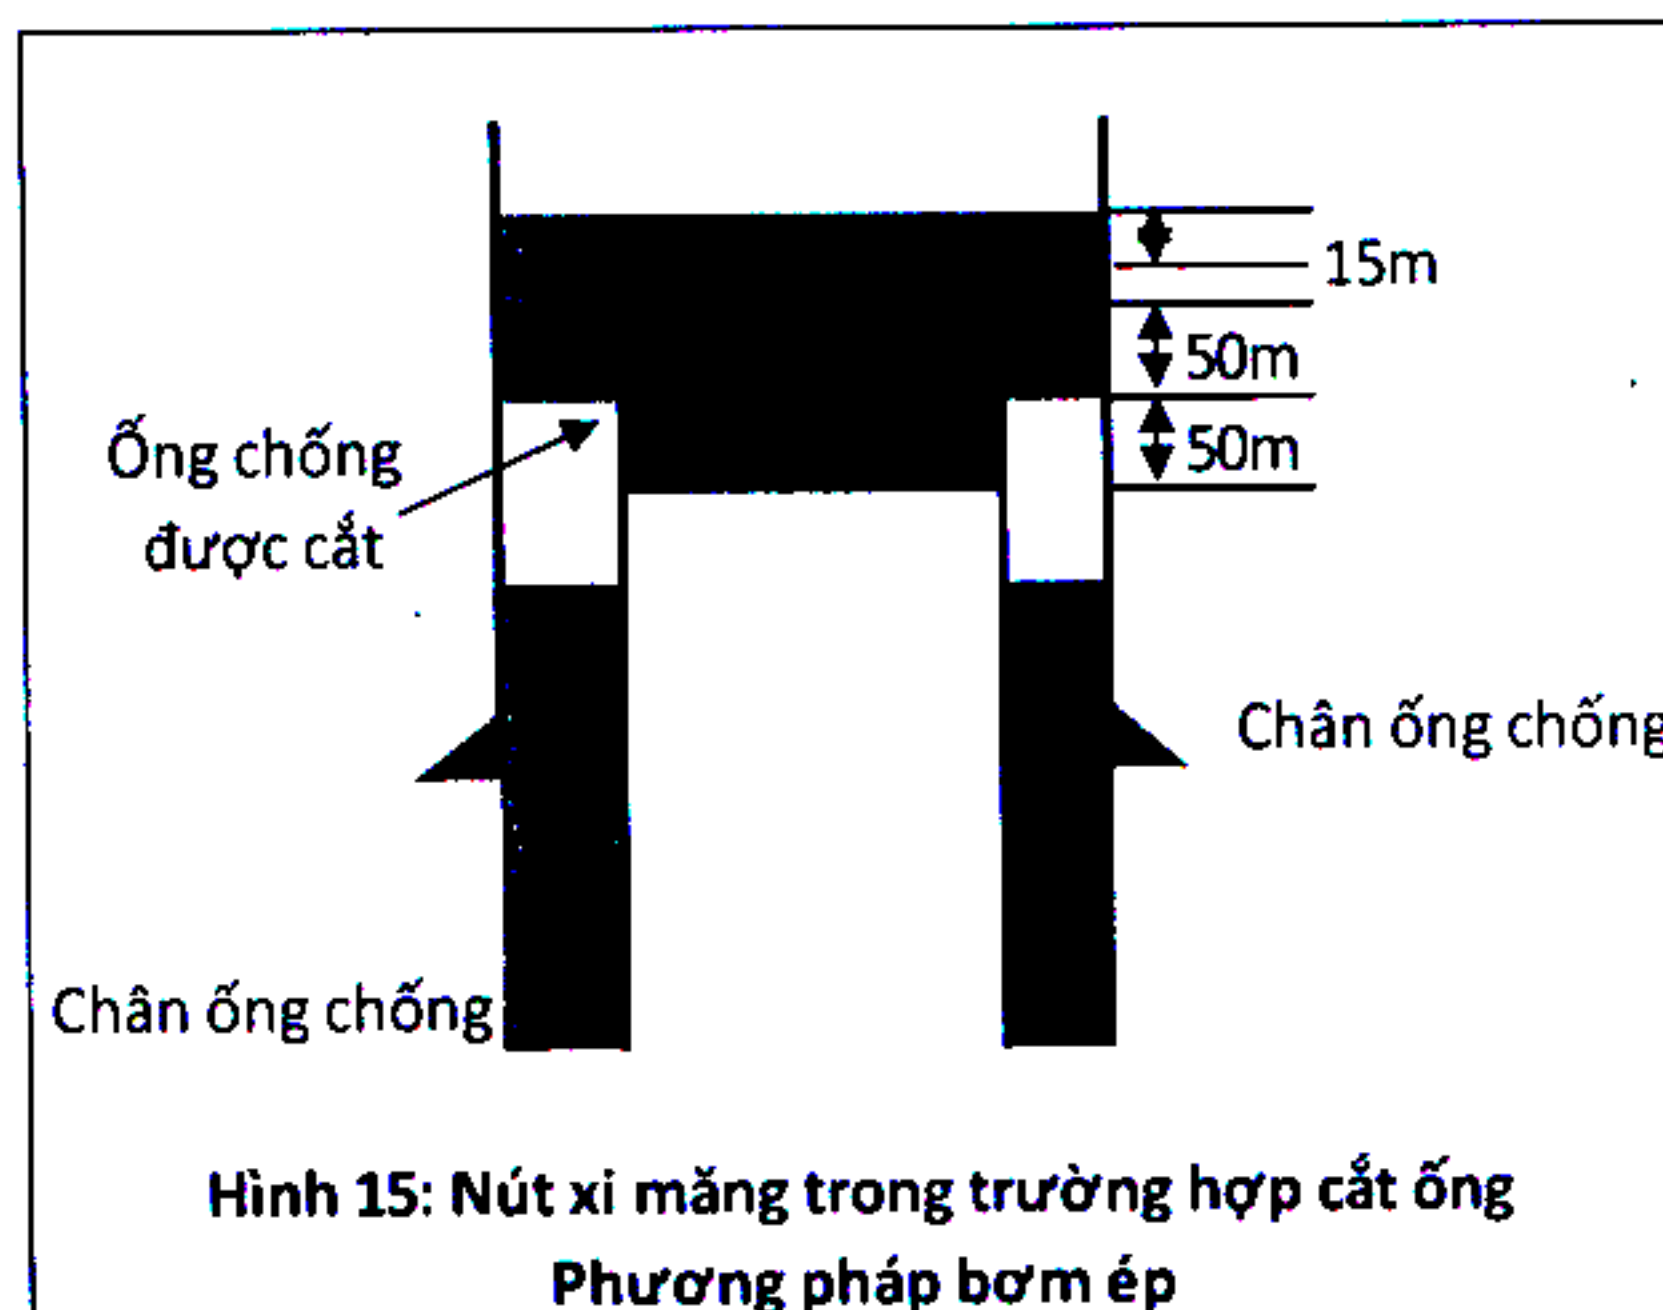 15m
50m
Ống chống
được cắt
50m
Chân ống chống
Chân ống chống
Hình 15: Nút xi măng trong trường hợp cắt ống
Phương pháp bơm ép